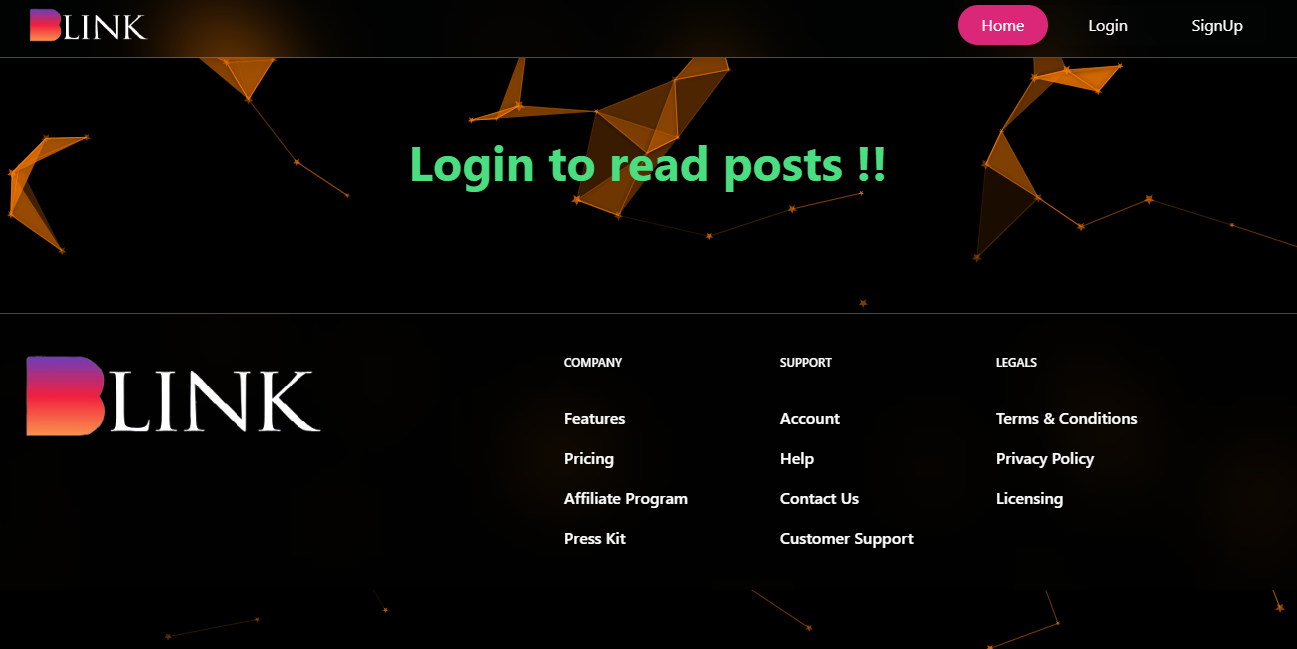 BLINK
Home Login SignUp
Login to read posts !!
BLINK
COMPANY
Features
Pricing
Affiliate Program
Press Kit
SUPPORT
Account
Help
Contact Us
Customer Support
LEGALS
Terms & Conditions
Privacy Policy
Licensing